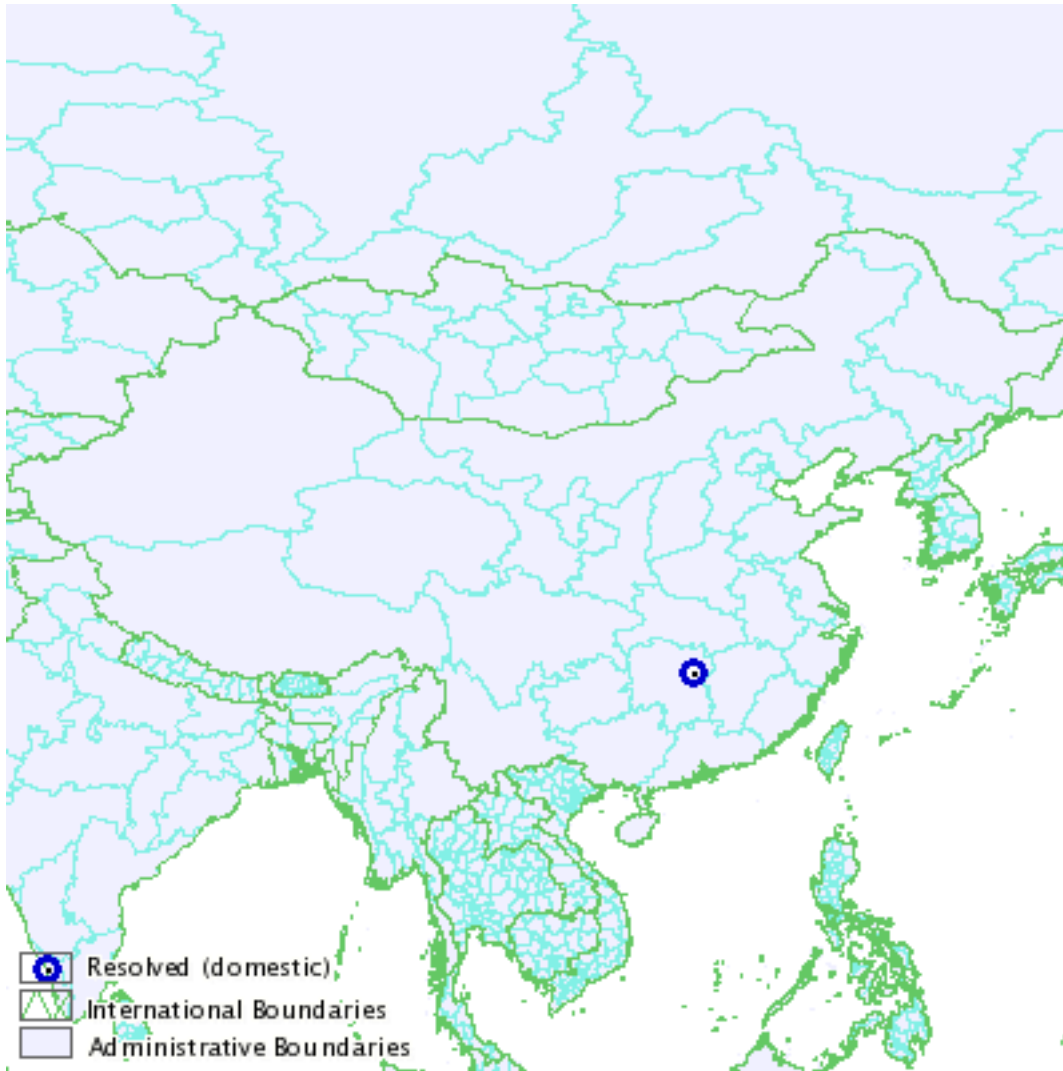 Resolved (domestic)
International Boundaries
Administrative Boundaries